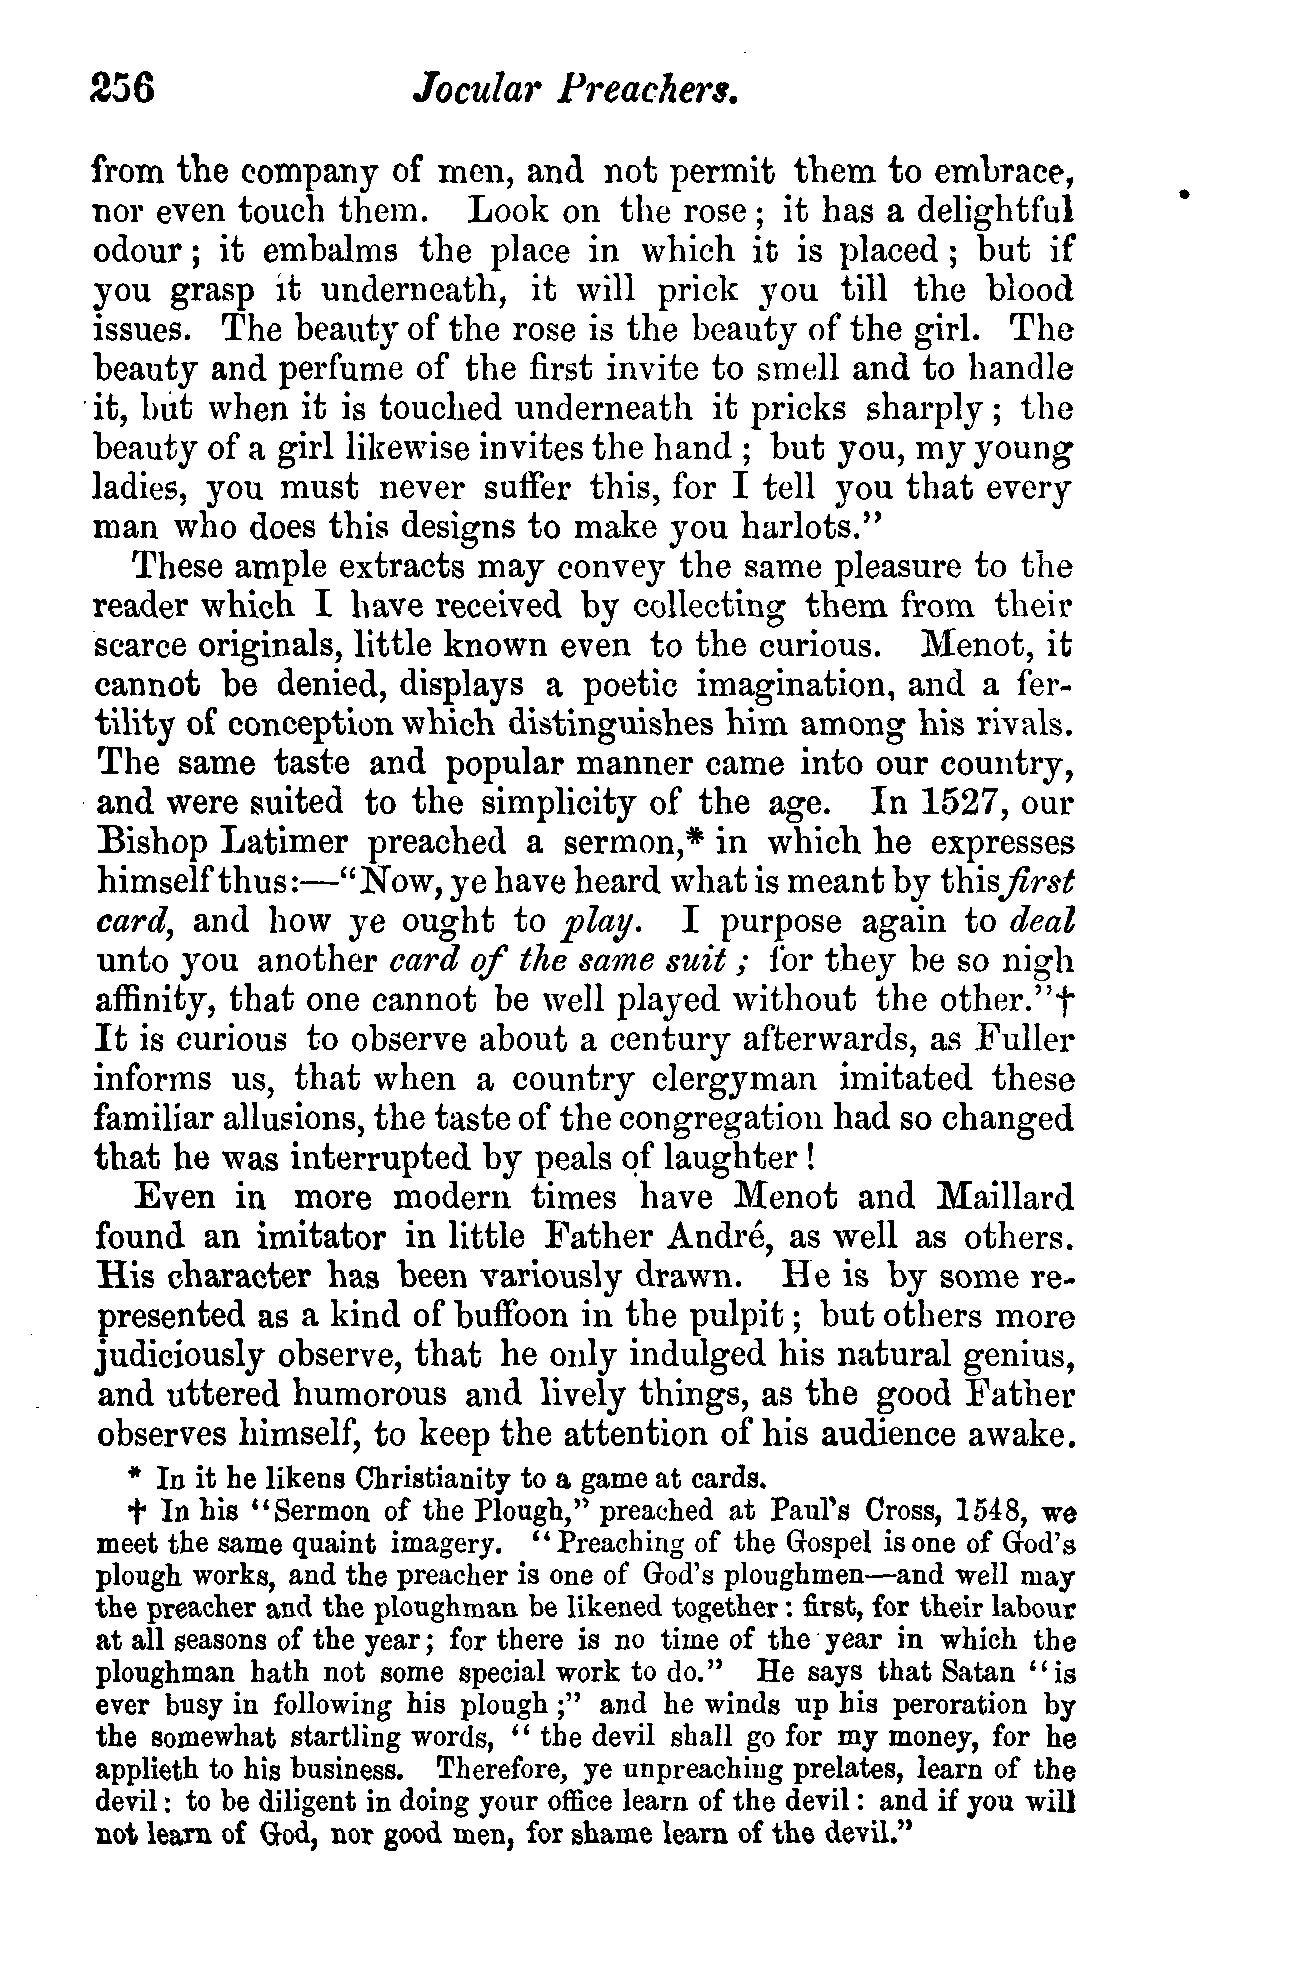 256 Jocular Preachers.
from the company of men, and not permit them to embrace,
nor even touch them. Look on the rose; it has a delightful
odour; it embalms the place in which it is placed; but if
you grasp it underneath, it will prick you till the blood
issues. The beauty of the rose is the beauty of the girl. The
beauty and perfume of the first invite to smell and to handle
it, but when it is touched underneath it pricks sharply; the
beauty of a girl likewise invites the hand; but you, my young
ladies, you must never suffer this, for I tell you that every
man who does this designs to make you harlots."
These ample extracts may convey the same pleasure to the
reader which I have received by collecting them from their
scarce originals, little known even to the curious. Menot, it
cannot be denied, displays a poetic imagination, and a fer-
tility of conception which distinguishes him among his rivals.
The same taste and popular manner came into our country,
and were suited to the simplicity of the age. In 1527, our
Bishop Latimer preached a sermon,* in which he expresses
himself thus:—"Now, ye have heard what is meant by this first
card, and how ye ought to play. I purpose again to deal
unto you another card of the same suit; for they be so nigh
affinity, that one cannot be well played without the other."†
It is curious to observe about a century afterwards, as Fuller
informs us, that when a country clergyman imitated these
familiar allusions, the taste of the congregation had so changed
that he was interrupted by peals of laughter!
Even in more modern times have Menot and Maillard
found an imitator in little Father André, as well as others.
His character has been variously drawn. He is by some re-
presented as a kind of buffoon in the pulpit; but others more
judiciously observe, that he only indulged his natural genius,
and uttered humorous and lively things, as the good Father
observes himself, to keep the attention of his audience awake.
* In it he likens Christianity to a game at cards.
† In his "Sermon of the Plough," preached at Paul's Cross, 1548, we
meet the same quaint imagery. "Preaching of the Gospel is one of God's
plough works, and the preacher is one of God's ploughmen—and well may
the preacher and the ploughman be likened together: first, for their labour
at all seasons of the year; for there is no time of the year in which the
ploughman hath not some special work to do." He says that Satan "is
ever busy in following his plough;" and he winds up his peroration by
the somewhat startling words, "the devil shall go for my money, for he
applieth to his business. Therefore, ye unpreaching prelates, learn of the
devil: to be diligent in doing your office learn of the devil: and if you will
not learn of God, nor good men, for shame learn of the devil."